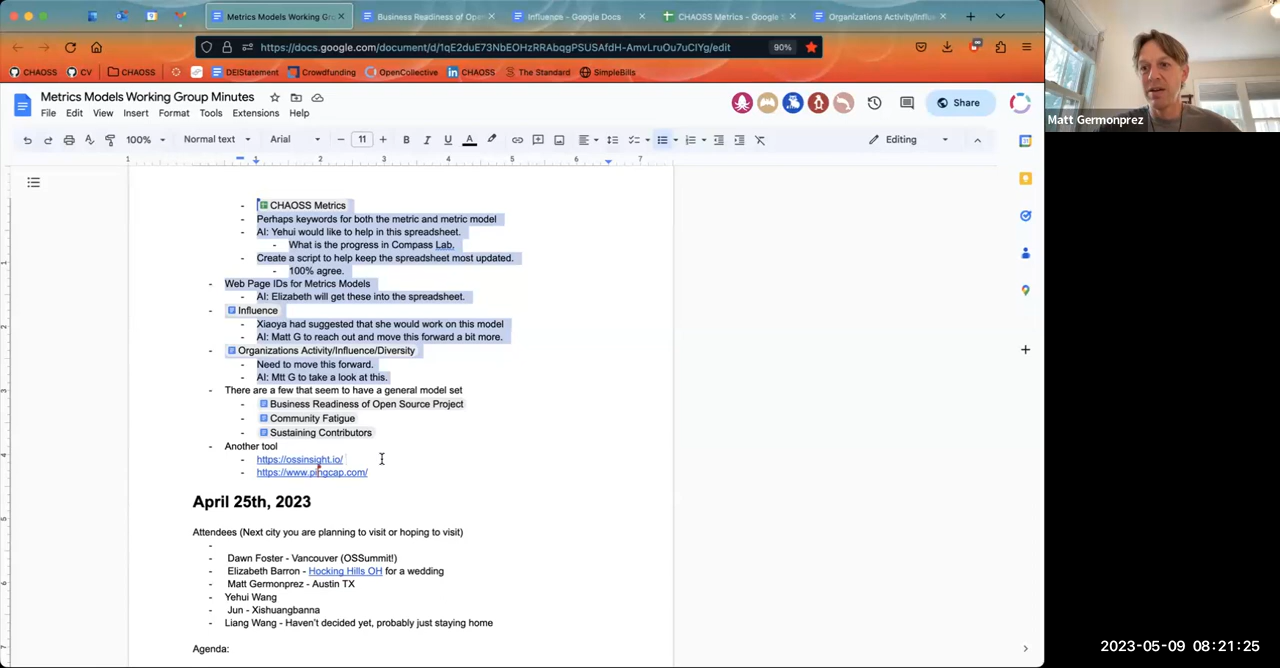 Metrics Models Working Gr
Business Readiness of Open
Influence - Google Docs
CHAOSS Metrics - Google
Organizations Activity/Influ
https://docs.google.com/document/d/1qE2duE73NbEOHzRRAbqgPSUSAfdH-AmvLruOu7uClYg/edit
90%
CHAOSS
CV
CHAOSS
DEIStatement
Crowdfunding
OpenCollective
CHAOSS
The Standard
SimpleBills
Matt Germonprez
Metrics Models Working Group Minutes
File Edit View Insert Format Tools Extensions Help
Share
100%
Normal text
Arial
11
Editing
1 1 2 3 4 5 6 7
- CHAOSS Metrics
- Perhaps keywords for both the metric and metric model
- AI: Yehui would like to help in this spreadsheet.
- What is the progress in Compass Lab.
- Create a script to help keep the spreadsheet most updated.
- 100% agree.
- Web Page IDs for Metrics Models
- AI: Elizabeth will get these into the spreadsheet.
- Influence
- Xiaoya had suggested that she would work on this model
- AI: Matt G to reach out and move this forward a bit more.
- Organizations Activity/Influence/Diversity
- Need to move this forward.
- AI: Mtt G to take a look at this.
- There are a few that seem to have a general model set
- Business Readiness of Open Source Project
- Community Fatigue
- Sustaining Contributors
- Another tool
- https://ossinsight.io/
- https://www.pingcap.com/
April 25th, 2023
Attendees (Next city you are planning to visit or hoping to visit)
-
- Dawn Foster - Vancouver (OSSummit!)
- Elizabeth Barron - Hocking Hills OH for a wedding
- Matt Germonprez - Austin TX
- Yehui Wang
- Jun - Xishuangbanna
- Liang Wang - Haven't decided yet, probably just staying home
Agenda:
2023-05-09 08:21:25